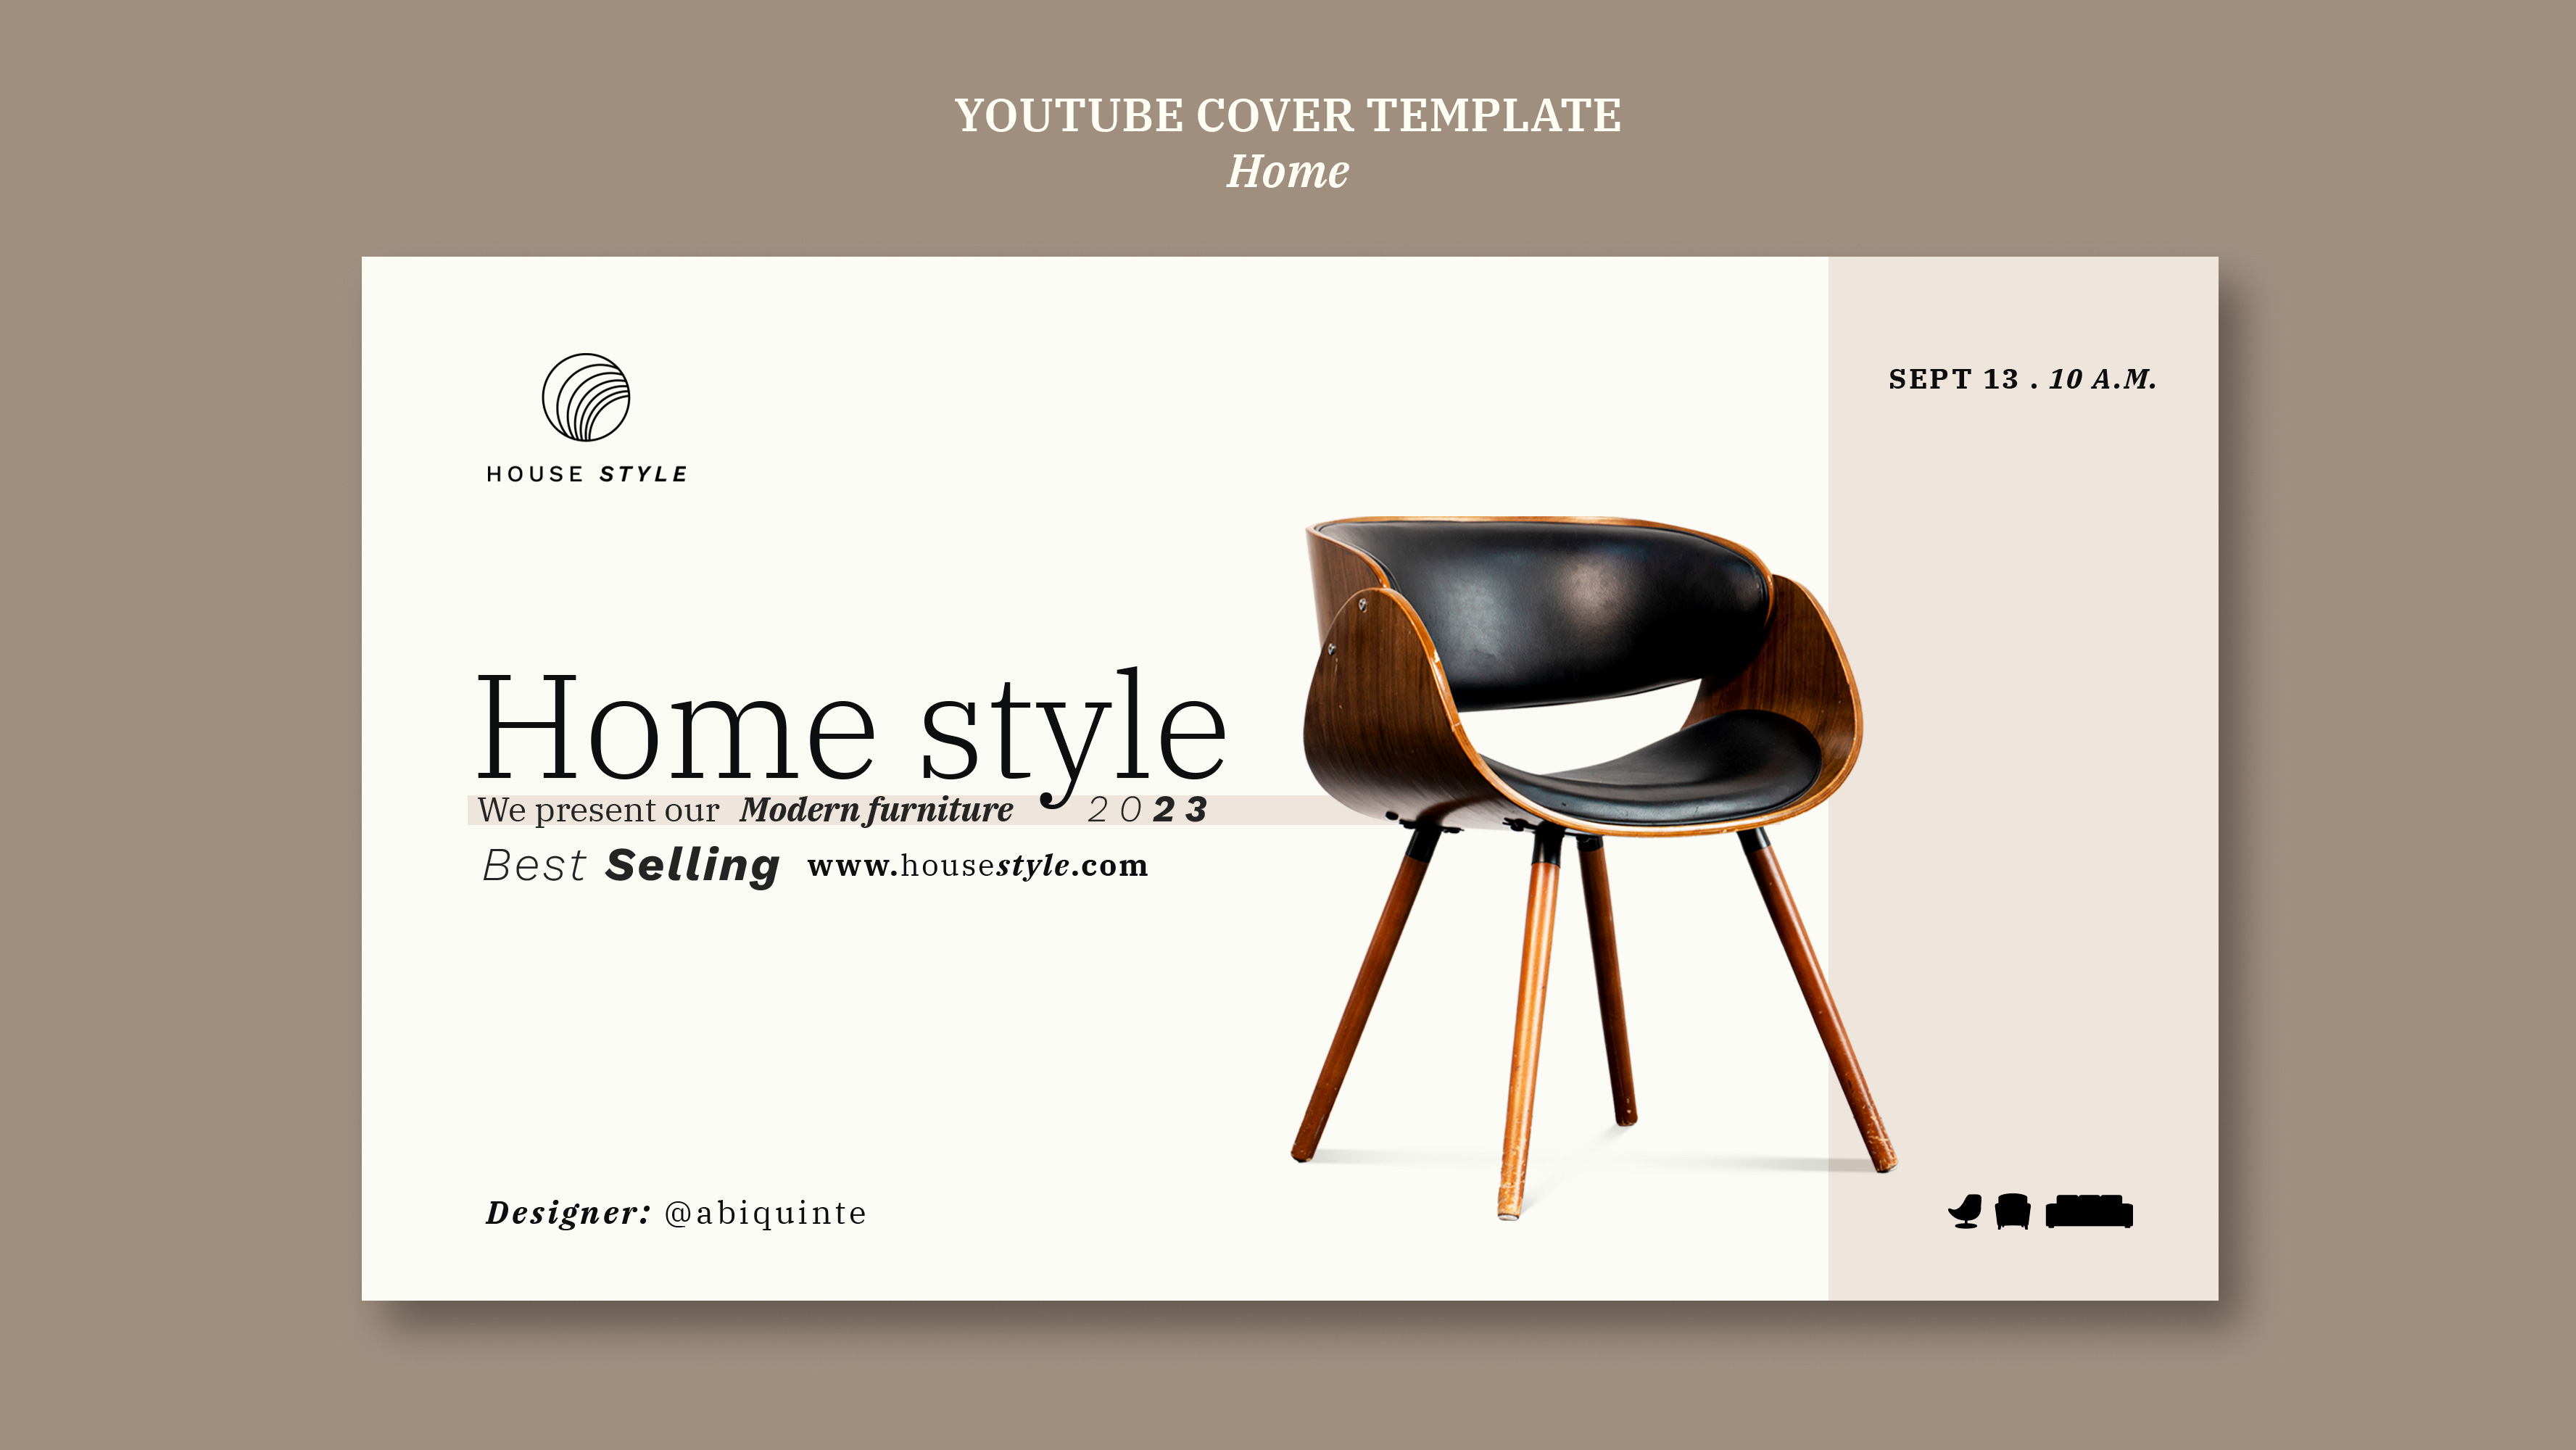 YOUTUBE COVER TEMPLATE
Home
HOUSE STYLE
SEPT 13 . 10 A.M.
Home style
We present our Modern furniture 2023
Best Selling www.housestyle.com
Designer: @abiquinte